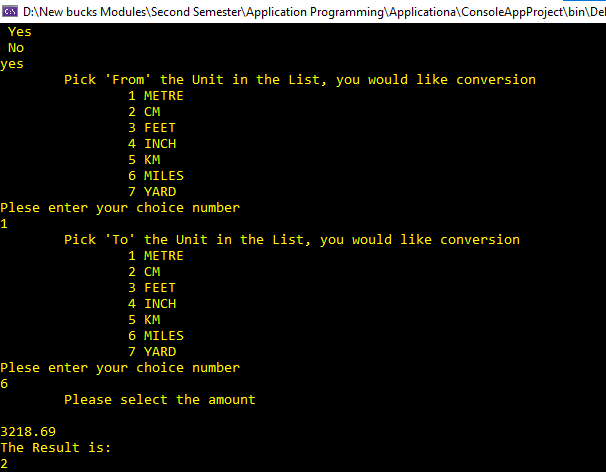 D:\New bucks Modules\Second Semester\Application Programming\Applicationa\ConsoleAppProject\bin\De
Yes
No
yes
Pick 'From' the Unit in the List, you would like conversion
1 METRE
2 CM
3 FEET
4 INCH
5 KM
6 MILES
7 YARD
Plese enter your choice number
1
Pick 'To' the Unit in the List, you would like conversion
1 METRE
2 CM
3 FEET
4 INCH
5 KM
6 MILES
7 YARD
Plese enter your choice number
6
Please select the amount
3218.69
The Result is:
2